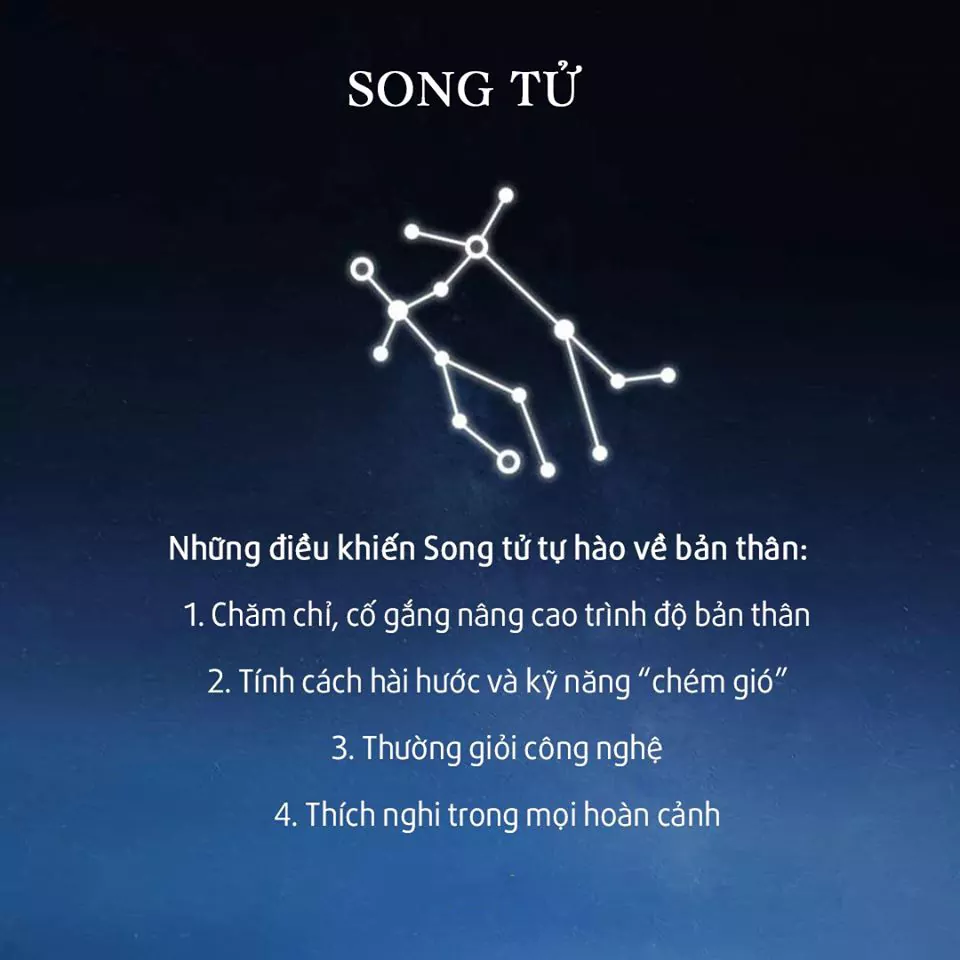 SONG TỬ
Những điều khiến Song tử tự hào về bản thân:
1. Chăm chỉ, cố gắng nâng cao trình độ bản thân
2. Tính cách hài hước và kỹ năng “chém gió”
3. Thường giỏi công nghệ
4. Thích nghi trong mọi hoàn cảnh